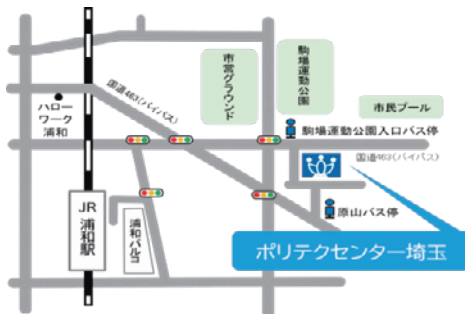 国道463(バイパス)
ハロー
ワーク
浦和
市営グラウンド
駒場運動公園
市民プール
駒場運動公園入口バス停
国道463(バイパス)
JR
浦和駅
浦和パルコ
原山バス停
ポリテクセンター埼玉